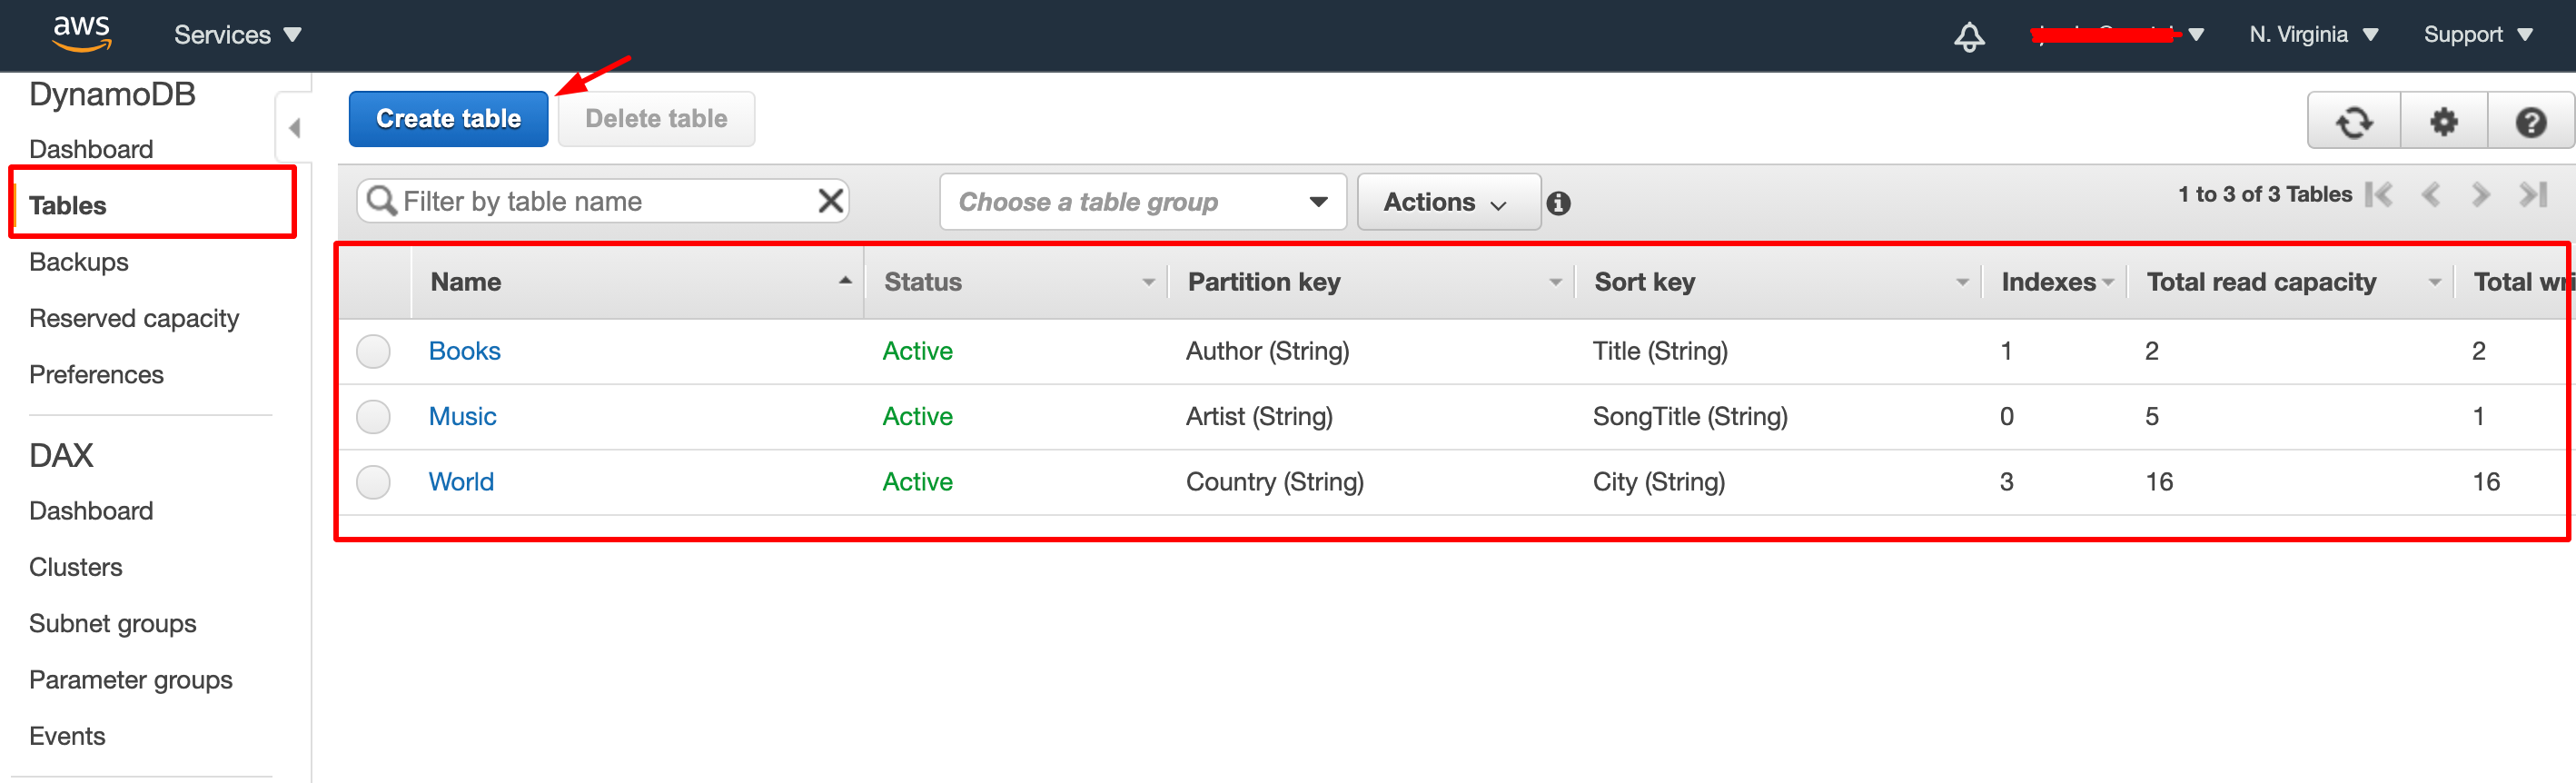 aws Services N. Virginia Support
DynamoDB
Dashboard
Tables
Backups
Reserved capacity
Preferences
DAX
Dashboard
Clusters
Subnet groups
Parameter groups
Events
Create table Delete table
Filter by table name Choose a table group Actions 1 to 3 of 3 Tables
Name Status Partition key Sort key Indexes Total read capacity Total wri
Books Active Author (String) Title (String) 1 2 2
Music Active Artist (String) SongTitle (String) 0 5 1
World Active Country (String) City (String) 3 16 16